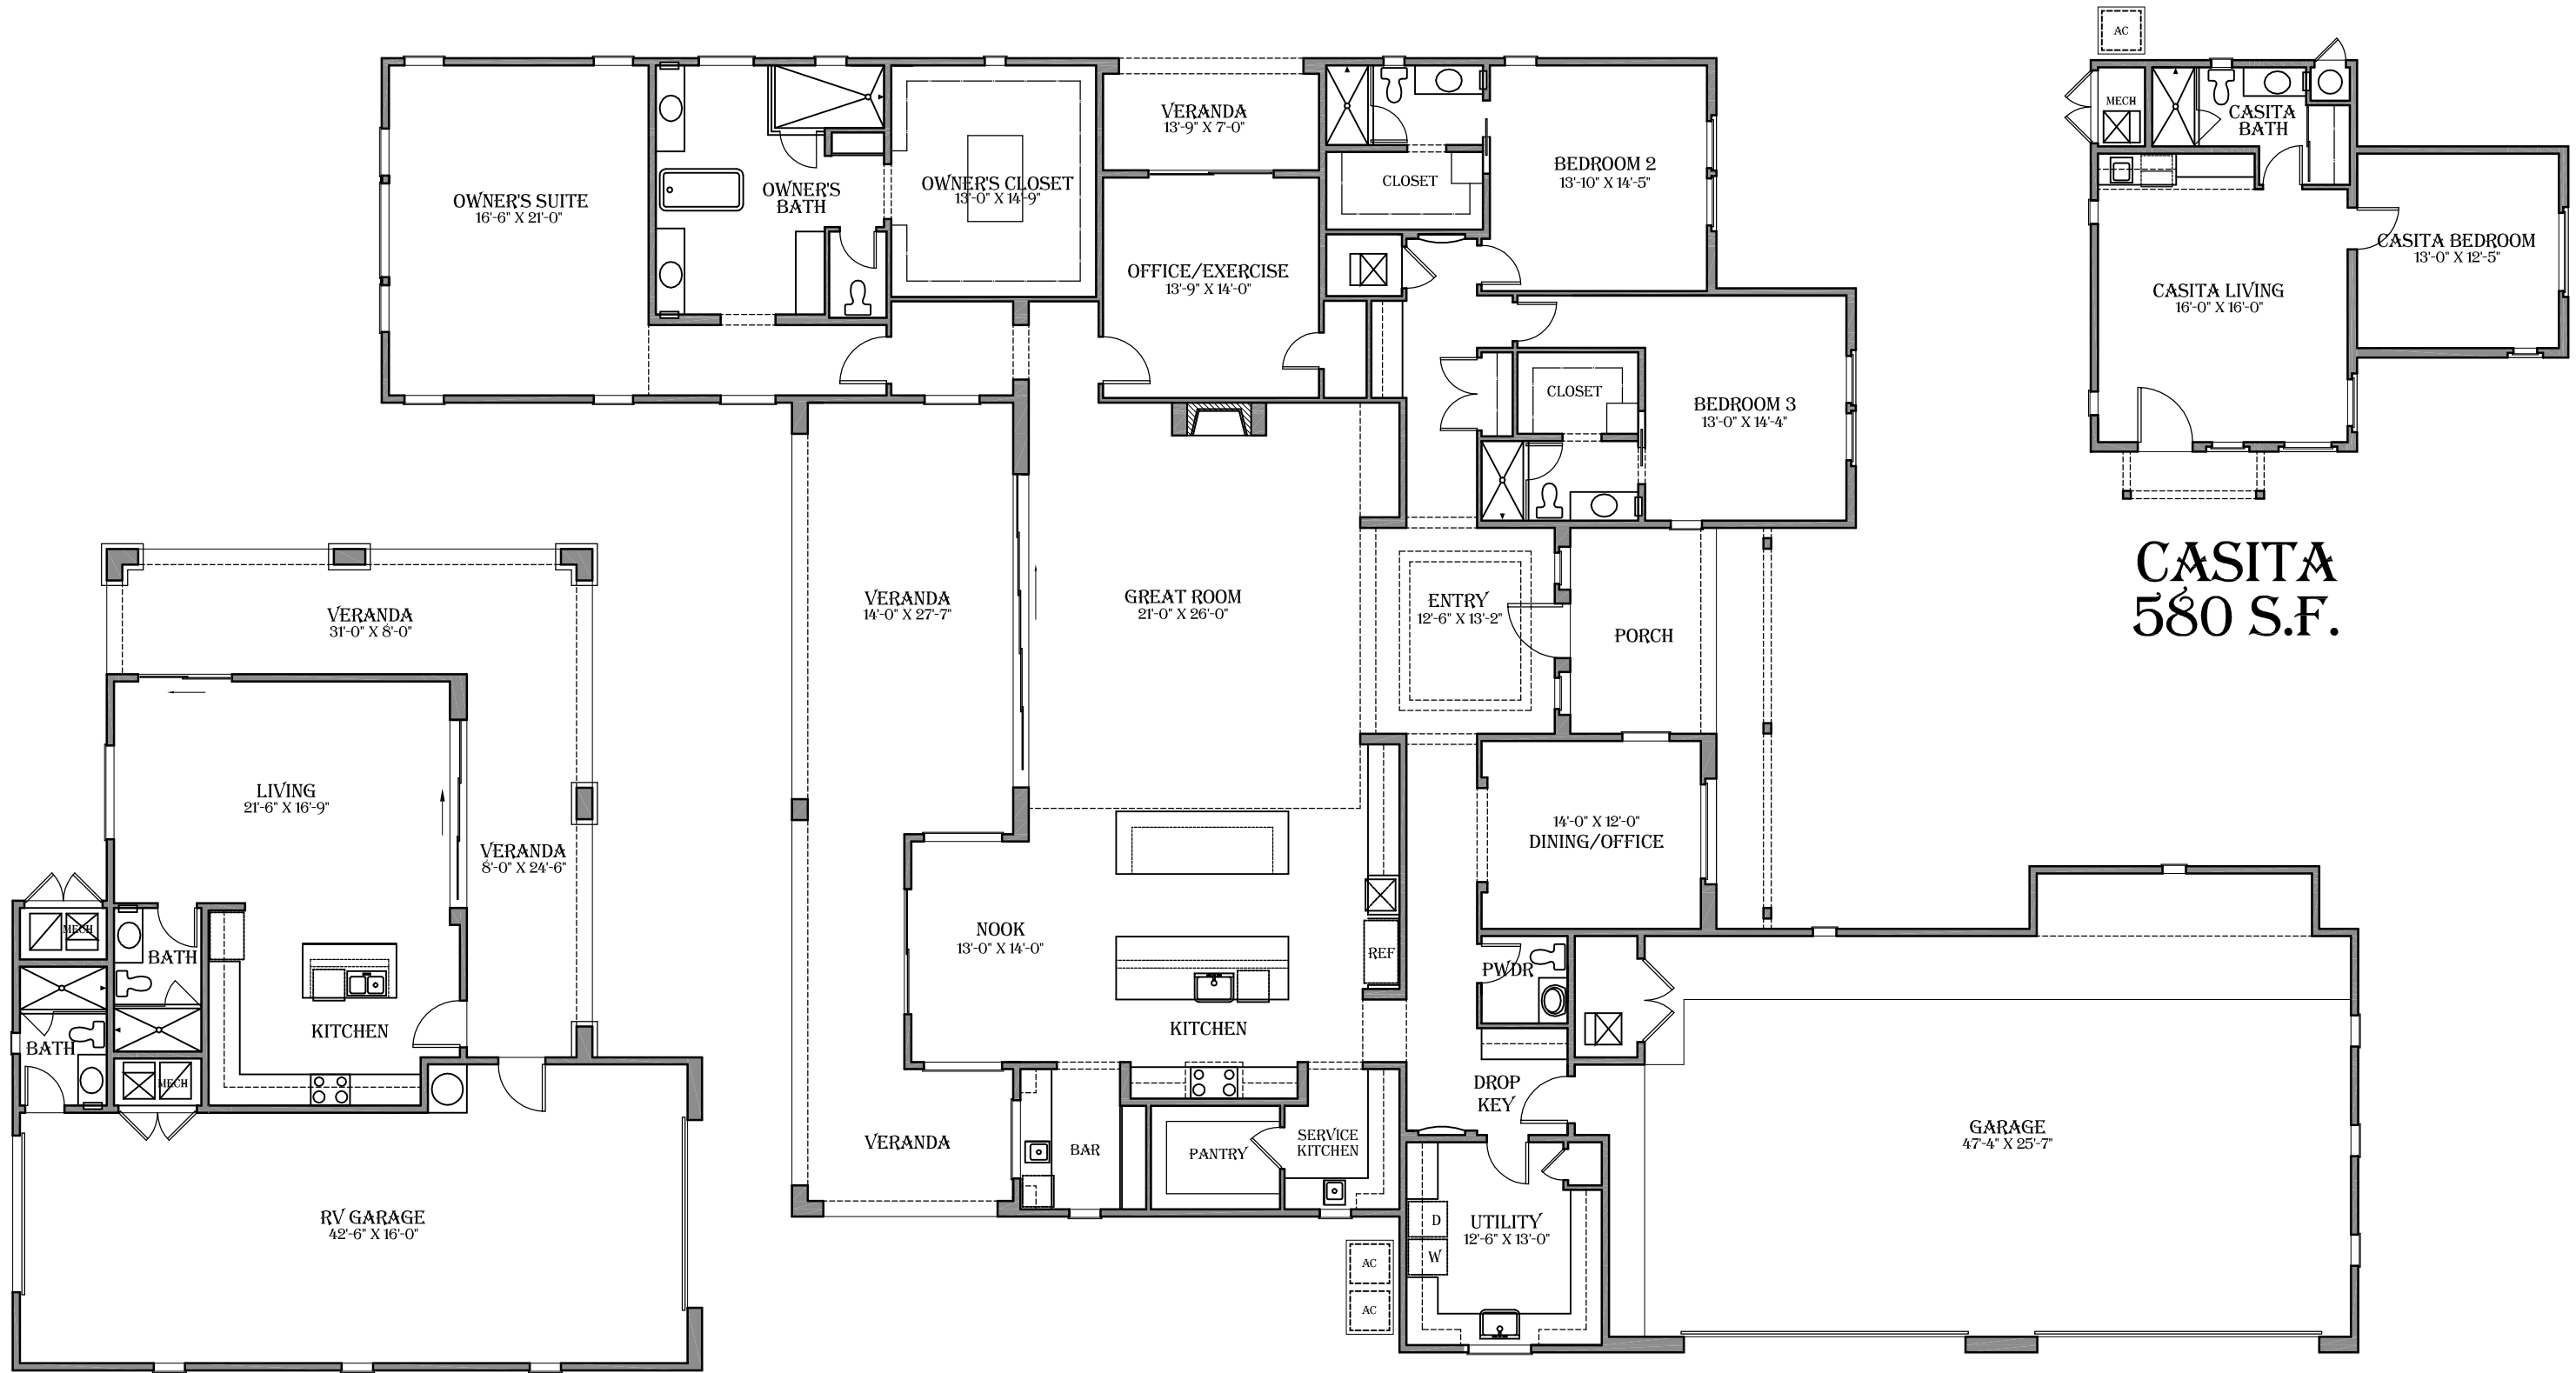 AC
VERANDA
13'-9" X 7'-0"
OWNER'S SUITE
16'-6" X 21'-0"
OWNER'S
BATH
OWNER'S CLOSET
13'-0" X 14'-9"
CLOSET
BEDROOM 2
13'-10" X 14'-5"
OFFICE/EXERCISE
13'-9" X 14'-0"
MECH
CASITA
BATH
CASITA BEDROOM
13'-0" X 12'-5"
CASITA LIVING
16'-0" X 16'-0"
CLOSET
BEDROOM 3
13'-0" X 14'-4"
CASITA
580 S.F.
VERANDA
31'-0" X 8'-0"
VERANDA
14'-0" X 27'-7"
GREAT ROOM
21'-0" X 26'-0"
ENTRY
12'-6" X 13'-2"
PORCH
LIVING
21'-6" X 16'-9"
VERANDA
8'-0" X 24'-6"
14'-0" X 12'-0"
DINING/OFFICE
MECH
BATH
BATH
KITCHEN
MECH
NOOK
13'-0" X 14'-0"
REF
PWDR
KITCHEN
DROP
KEY
VERANDA
BAR
PANTRY
SERVICE
KITCHEN
GARAGE
47'-4" X 25'-7"
RV GARAGE
42'-6" X 16'-0"
D
W
UTILITY
12'-6" X 13'-0"
AC
AC